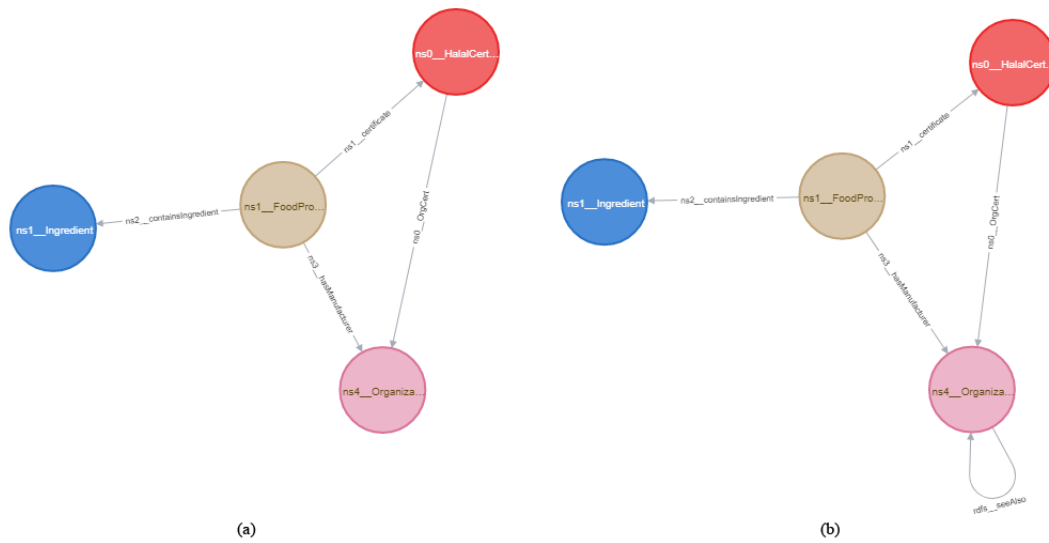 ns0__HalalCert...
ns1__certificate
ns1__FoodPro...
ns2__containsIngredient
ns1__Ingredient
ns0__OrgCert
ns3__hasManufacturer
ns4__Organiza...
(a)
ns0__HalalCert...
ns1__certificate
ns1__FoodPro...
ns2__containsIngredient
ns1__Ingredient
ns0__OrgCert
ns3__hasManufacturer
ns4__Organiza...
rdfs__seeAlso
(b)